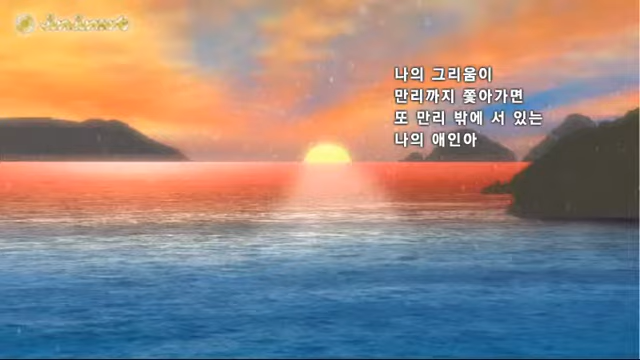 나의 그리움이
만리까지 쫓아가면
또 만리 밖에 서 있는
나의 애인아